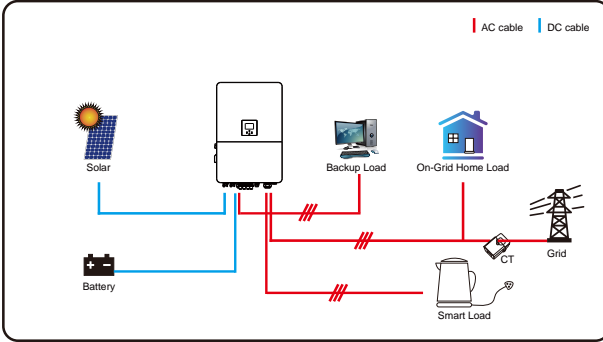 AC cable
DC cable
Solar
Backup Load
On-Grid Home Load
CT
Grid
Battery
Smart Load